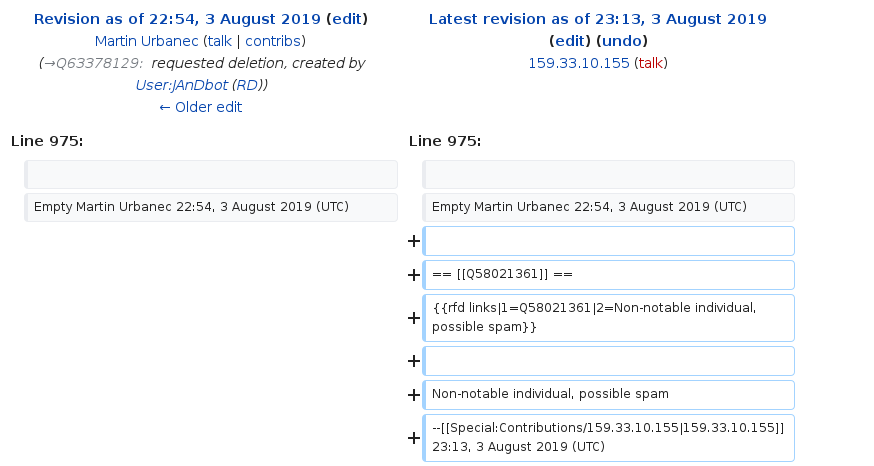 Revision as of 22:54, 3 August 2019 (edit)
Martin Urbanec (talk | contribs)
(→Q63378129: requested deletion, created by
User:JAnDbot (RD))
← Older edit
Latest revision as of 23:13, 3 August 2019
(edit) (undo)
159.33.10.155 (talk)
Line 975:
Line 975:
Empty Martin Urbanec 22:54, 3 August 2019 (UTC)
Empty Martin Urbanec 22:54, 3 August 2019 (UTC)
+
+ == [[Q58021361]] ==
+ {{rfd links|1=Q58021361|2=Non-notable individual,
possible spam}}
+
+ Non-notable individual, possible spam
+ --[[Special:Contributions/159.33.10.155|159.33.10.155]]
23:13, 3 August 2019 (UTC)